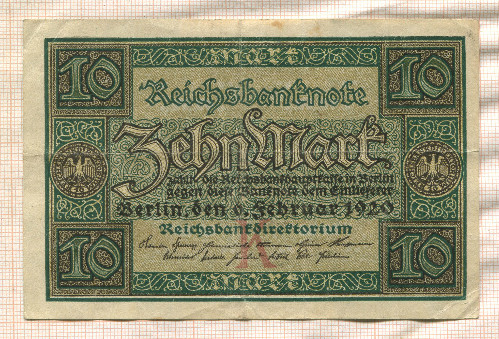 10 Mark 10
Reichsbanknote
Zehn Mark
zahlt die Reichsbankhauptkasse in Berlin
gegen diese Banknote dem Einlieferer
Berlin, den 6. Februar 1920
Reichsbankdirektorium
10 10